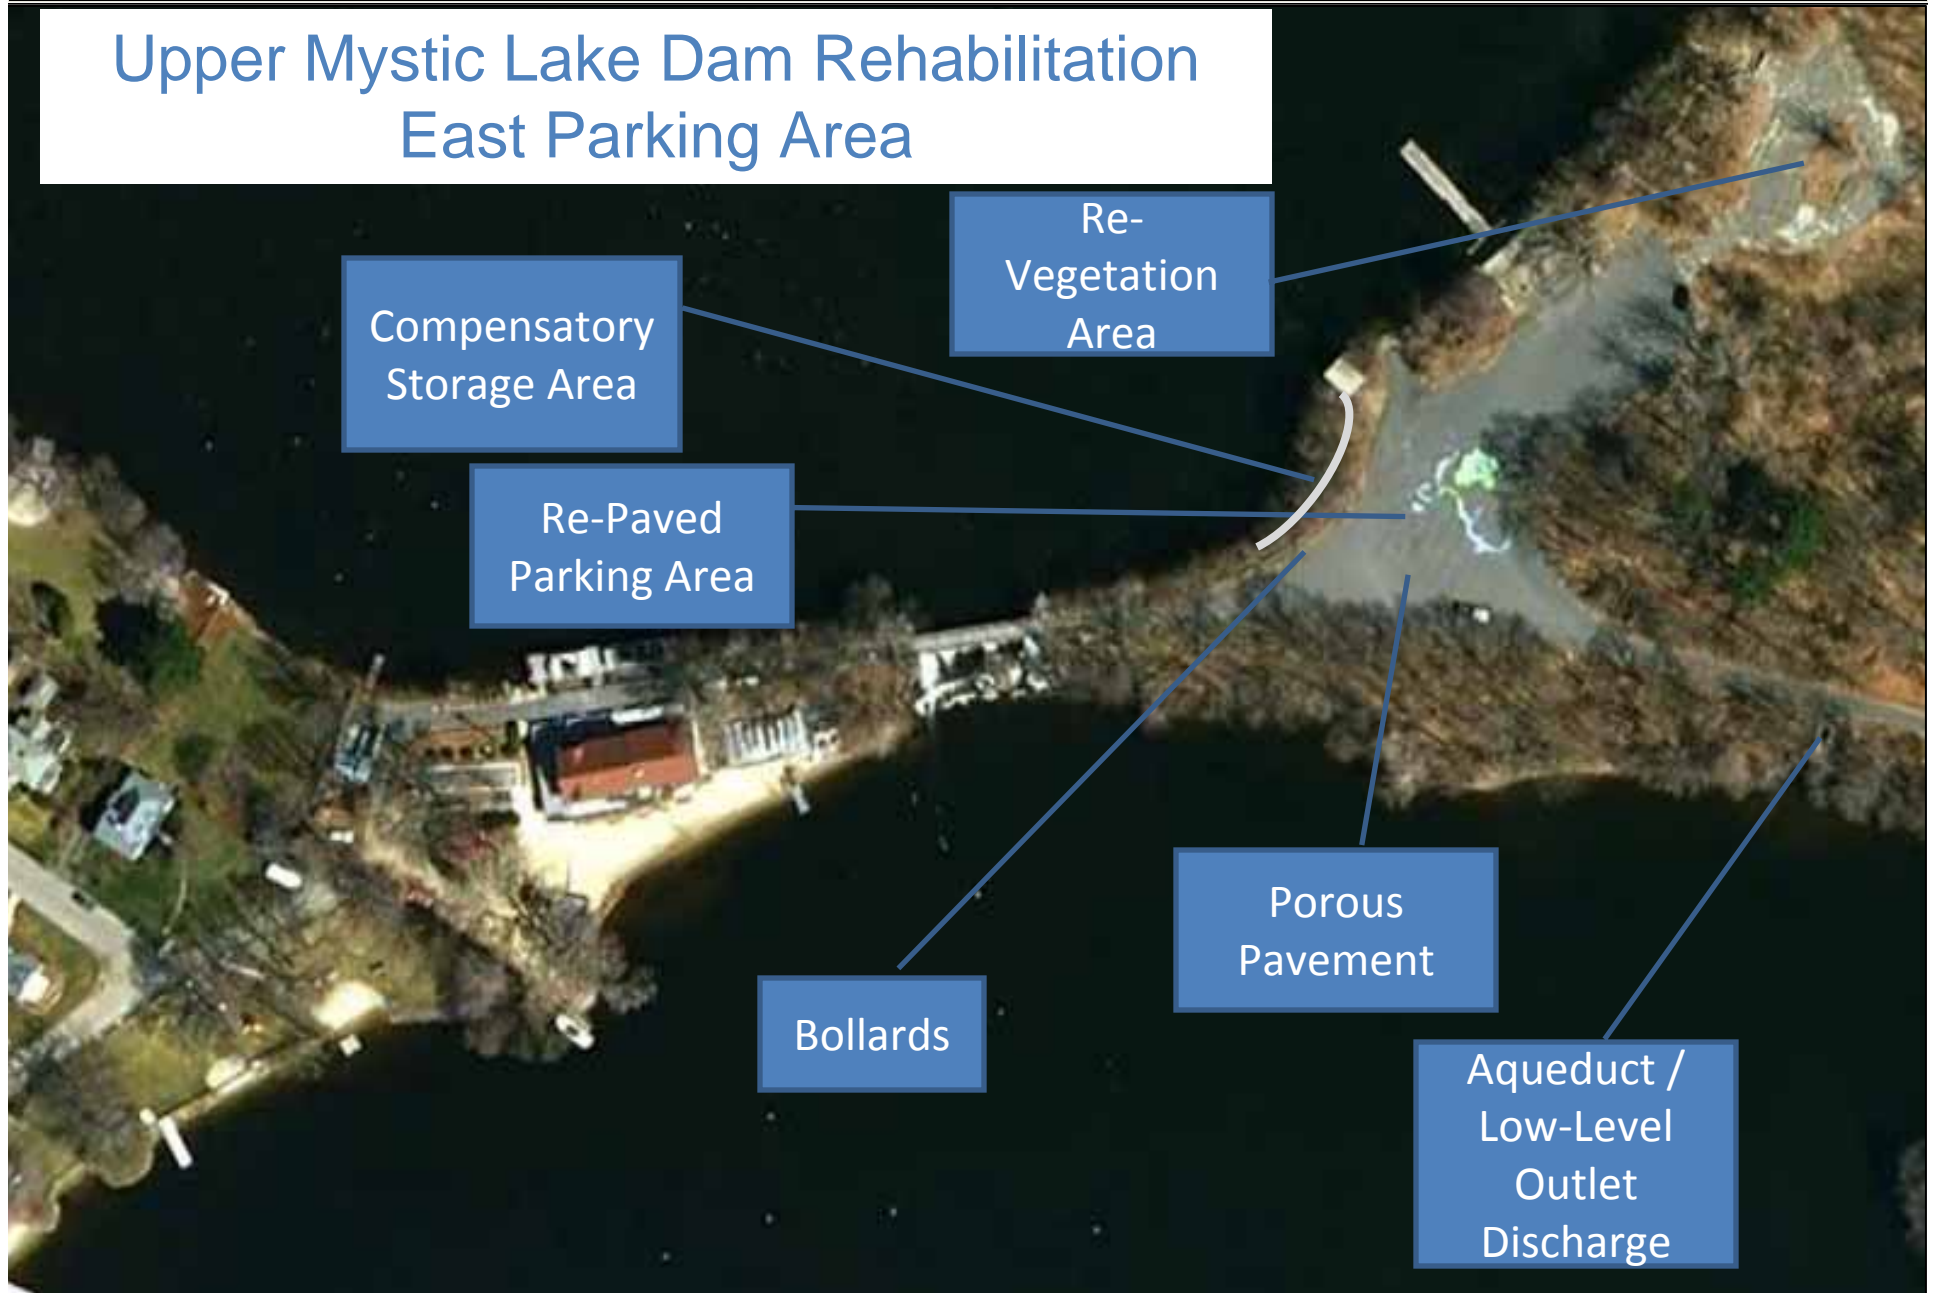 Upper Mystic Lake Dam Rehabilitation
East Parking Area
Re-
Vegetation
Area
Compensatory
Storage Area
Re-Paved
Parking Area
Porous
Pavement
Bollards
Aqueduct /
Low-Level
Outlet
Discharge